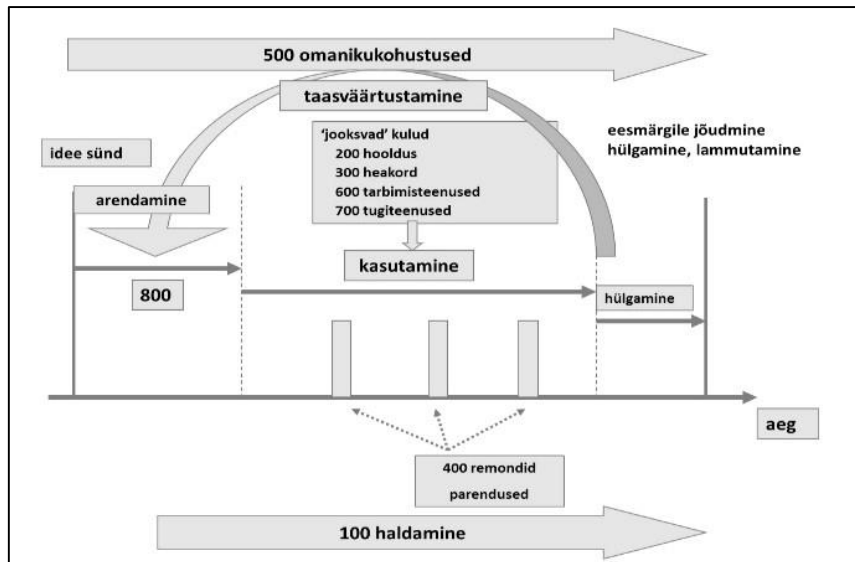 500 omanikukohustused
taasväärtustamine
'jooksvad' kulud
200 hooldus
300 heakord
600 tarbimisteenused
700 tugiteenused
eesmärgile jõudmine
hülgamine, lammutamine
idee sünd
arendamine
kasutamine
800
hülgamine
aeg
400 remondid
parendused
100 haldamine